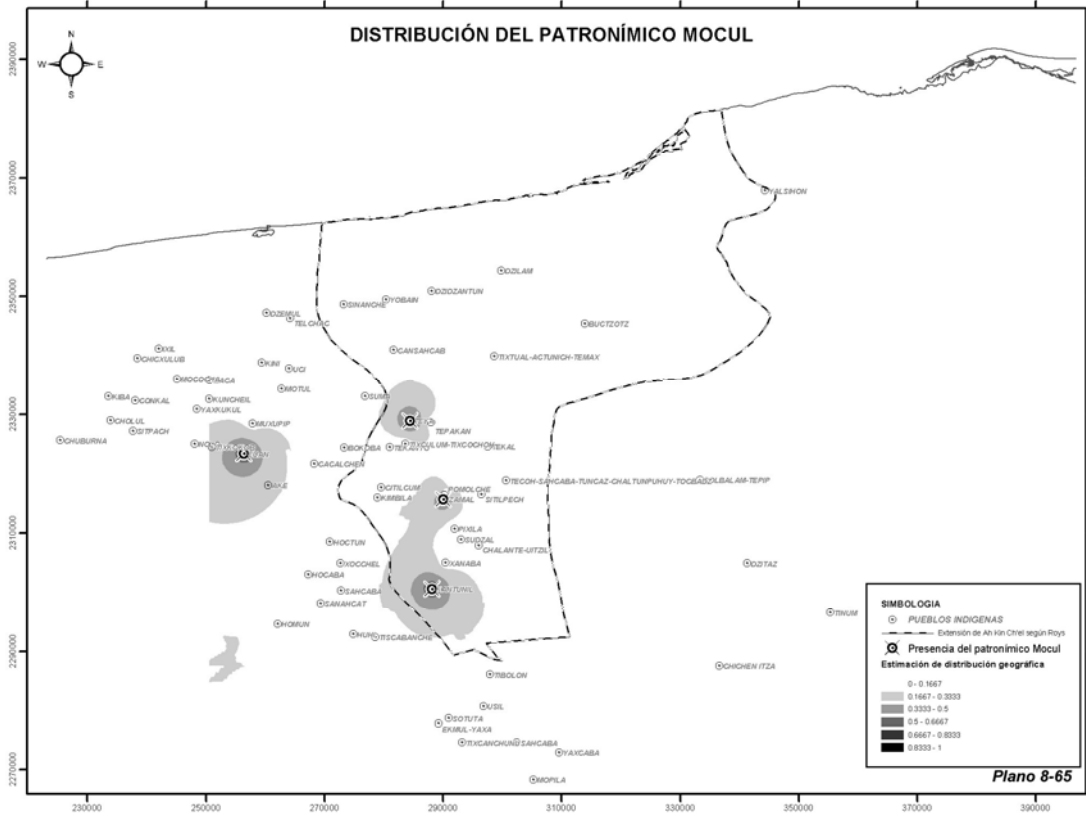 DISTRIBUCIÓN DEL PATRONÍMICO MOCUL
N
W E
S
2390000
2370000
2350000
2330000
2310000
2290000
2270000
YALSIHON
DZILAM
DZIDZANTUN
YOBAIN
SINANCHE
DZEMUL
TELCHAC
BUCTZOTZ
CANSAHCAB
TIXTUAL-ACTUNICH-TEMAX
IXIL
CHICXULUB
KINI
UCI
MOTUL
KIBA
CONKAL
KUNCHEIL
YAXKUKUL
SUMA
CHOLUL
SITPACH
MUXUPIP
TEPAKAN
CHUBURNA
BOKOBA
TEKANTO
TIXCULUM-TIXCOCHOH
TEKAL
CACALCHEN
AKE
CITILCUM
KIMBILA
POMOLCHE
SITILPECH
TECOH-SAHCABA-TUNCAZ-CHALTUNPUHUY-TOCBADZ
PIXILA
SUDZAL
CHALANTE-UITZIL
HOCTUN
XOCCHEL
XANABA
DZITAZ
HOCABA
SAHCABA
SANAHCAT
HOMUN
HUHI
TISCABANCHE
TINUM
CHICHEN ITZA
TIBOLON
USIL
SOTUTA
EKMUL-YAXA
TIXCANCHUNU
SAHCABA
YAXCABA
MOPILA
SIMBOLOGIA
PUEBLOS INDIGENAS
Extensión de Ah Kin Ch'el según Roys
Presencia del patronímico Mocul
Estimación de distribución geográfica
0 - 0.1667
0.1667 - 0.3333
0.3333 - 0.5
0.5 - 0.6667
0.6667 - 0.8333
0.8333 - 1
Plano 8-65
230000 250000 270000 290000 310000 330000 350000 370000 390000